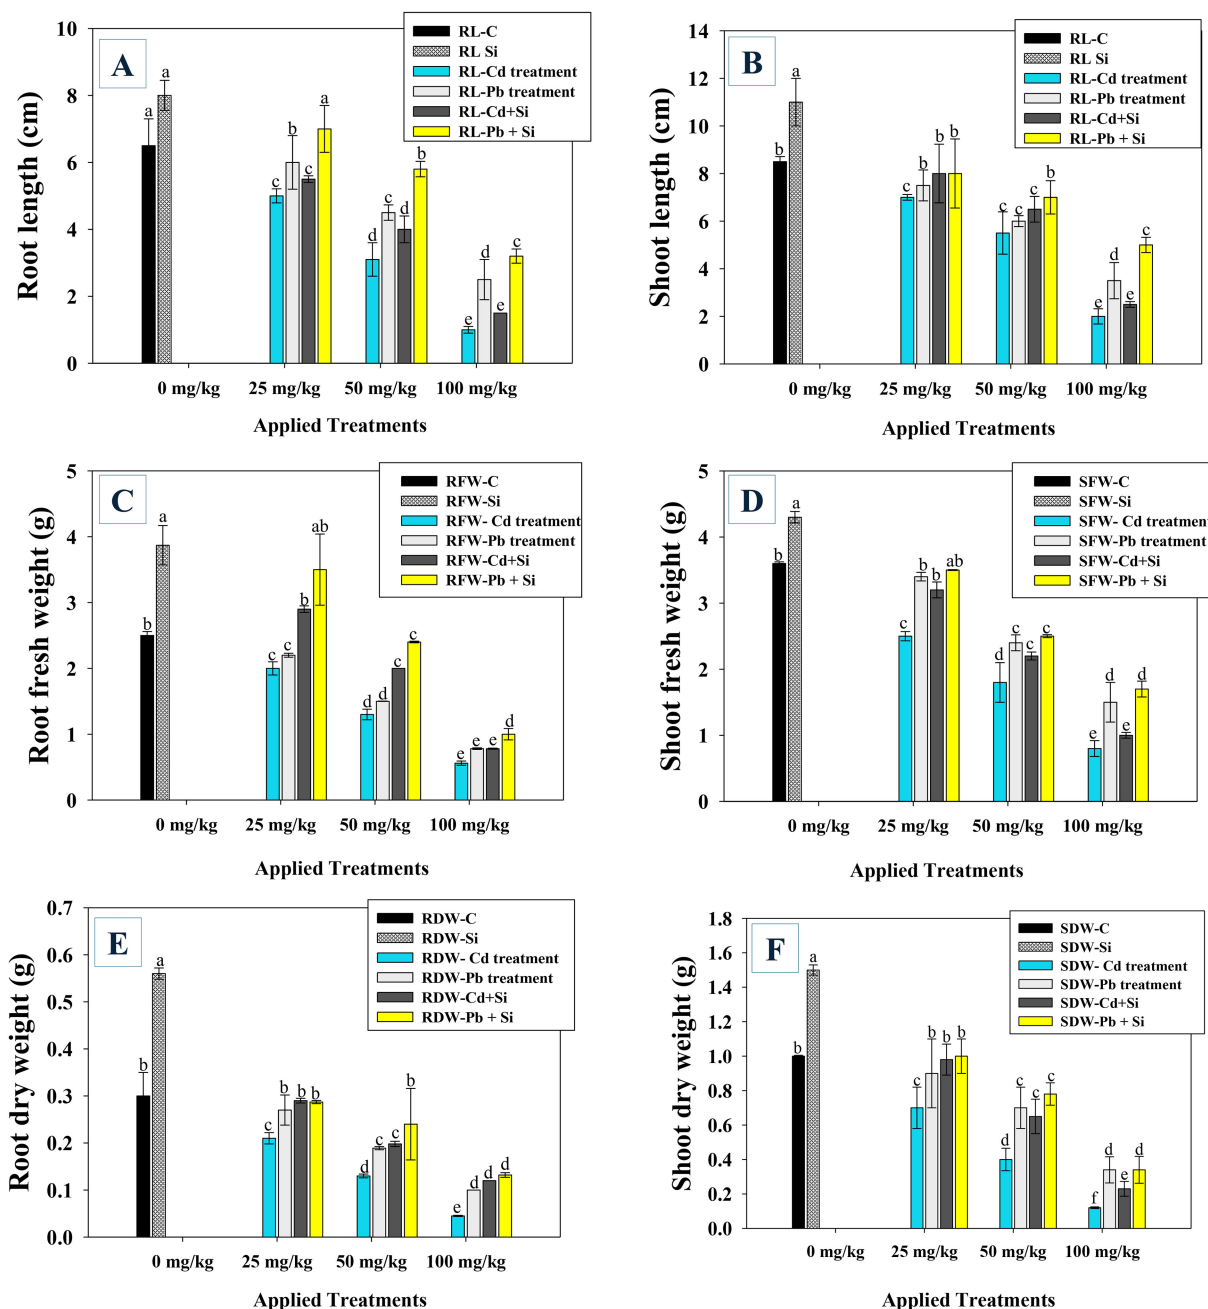 A
Root length (cm)
10
8
6
4
2
0
RL-C
RL Si
RL-Cd treatment
RL-Pb treatment
RL-Cd+Si
RL-Pb + Si
a
a
c
b
c
a
d
c
d
b
e
d
e
c
0 mg/kg 25 mg/kg 50 mg/kg 100 mg/kg
Applied Treatments
B
Shoot length (cm)
14
12
10
8
6
4
2
0
RL-C
RL Si
RL-Cd treatment
RL-Pb treatment
RL-Cd+Si
RL-Pb + Si
b
a
c
b
b
b
c
c
c
b
e
d
e
c
0 mg/kg 25 mg/kg 50 mg/kg 100 mg/kg
Applied Treatments
C
Root fresh weight (g)
5
4
3
2
1
0
RFW-C
RFW-Si
RFW- Cd treatment
RFW-Pb treatment
RFW-Cd+Si
RFW-Pb + Si
b
a
c
c
b
ab
d
d
c
c
e
e
e
d
0 mg/kg 25 mg/kg 50 mg/kg 100 mg/kg
Applied Treatments
D
Shoot fresh weight (g)
5
4
3
2
1
0
SFW-C
SFW-Si
SFW- Cd treatment
SFW-Pb treatment
SFW-Cd+Si
SFW-Pb + Si
b
a
c
b
b
ab
d
c
c
c
e
d
e
d
0 mg/kg 25 mg/kg 50 mg/kg 100 mg/kg
Applied Treatments
E
Root dry weight (g)
0.7
0.6
0.5
0.4
0.3
0.2
0.1
0.0
RDW-C
RDW-Si
RDW- Cd treatment
RDW-Pb treatment
RDW-Cd+Si
RDW-Pb + Si
b
a
c
b
b
b
d
c
c
b
e
d
d
d
0 mg/kg 25 mg/kg 50 mg/kg 100 mg/kg
Applied Treatments
F
Shoot dry weight (g)
1.8
1.6
1.4
1.2
1.0
0.8
0.6
0.4
0.2
0.0
SDW-C
SDW-Si
SDW- Cd treatment
SDW-Pb treatment
SDW-Cd+Si
SDW-Pb + Si
b
a
c
b
b
b
d
c
c
c
f
d
e
d
0 mg/kg 25 mg/kg 50 mg/kg 100 mg/kg
Applied Treatments